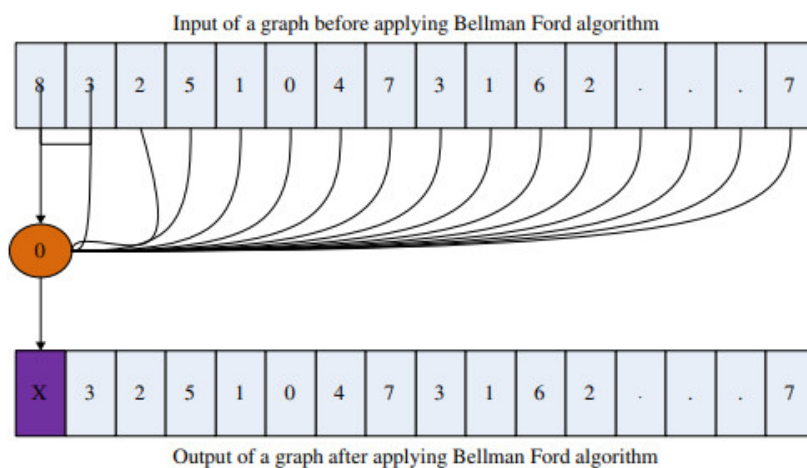 Input of a graph before applying Bellman Ford algorithm
8 3 2 5 1 0 4 7 3 1 6 2 . . . 7
0
X 3 2 5 1 0 4 7 3 1 6 2 . . . 7
Output of a graph after applying Bellman Ford algorithm